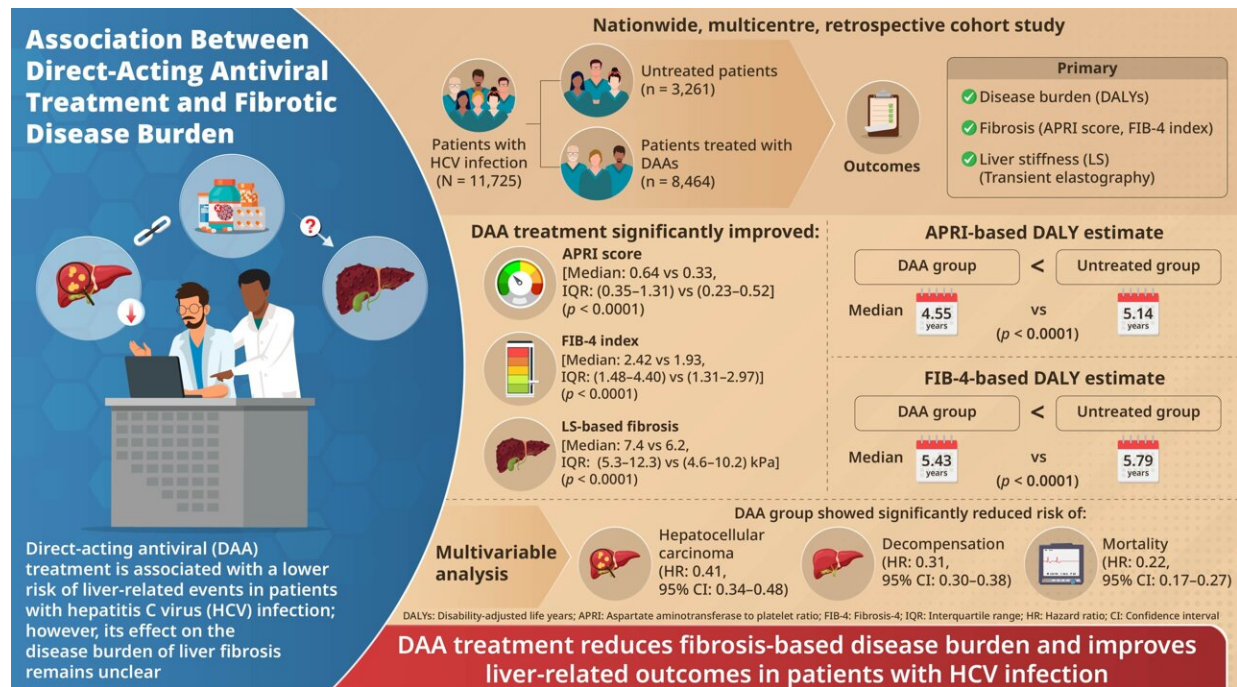 Association Between
Direct-Acting Antiviral
Treatment and Fibrotic
Disease Burden
?
Direct-acting antiviral (DAA)
treatment is associated with a lower
risk of liver-related events in patients
with hepatitis C virus (HCV) infection;
however, its effect on the
disease burden of liver fibrosis
remains unclear
Nationwide, multicentre, retrospective cohort study
Patients with
HCV infection
(N = 11,725)
Untreated patients
(n = 3,261)
Patients treated with
DAAs
(n = 8,464)
Outcomes
Primary
Disease burden (DALYs)
Fibrosis (APRI score, FIB-4 index)
Liver stiffness (LS)
(Transient elastography)
DAA treatment significantly improved:
APRI score
[Median: 0.64 vs 0.33,
IQR: (0.35–1.31) vs (0.23–0.52]
(p < 0.0001)
FIB-4 index
[Median: 2.42 vs 1.93,
IQR: (1.48–4.40) vs (1.31–2.97)]
(p < 0.0001)
LS-based fibrosis
[Median: 7.4 vs 6.2,
IQR: (5.3–12.3) vs (4.6–10.2) kPa]
(p < 0.0001)
APRI-based DALY estimate
DAA group < Untreated group
Median 4.55 years vs 5.14 years
(p < 0.0001)
FIB-4-based DALY estimate
DAA group < Untreated group
Median 5.43 years vs 5.79 years
(p < 0.0001)
Multivariable
analysis
DAA group showed significantly reduced risk of:
Hepatocellular
carcinoma
(HR: 0.41,
95% CI: 0.34–0.48)
Decompensation
(HR: 0.31,
95% CI: 0.30–0.38)
Mortality
(HR: 0.22,
95% CI: 0.17–0.27)
DALYs: Disability-adjusted life years; APRI: Aspartate aminotransferase to platelet ratio; FIB-4: Fibrosis-4; IQR: Interquartile range; HR: Hazard ratio; CI: Confidence interval
DAA treatment reduces fibrosis-based disease burden and improves
liver-related outcomes in patients with HCV infection